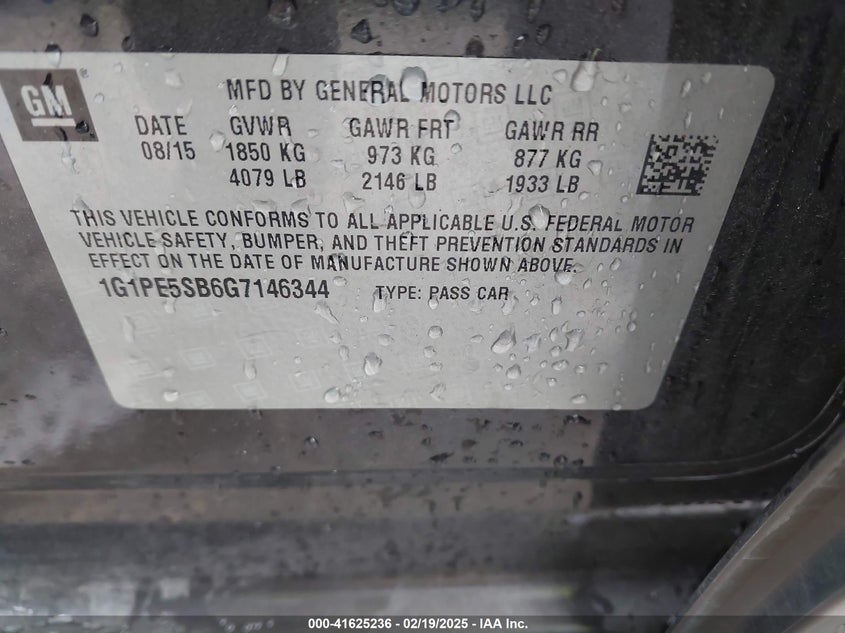 GM
MFD BY GENERAL MOTORS LLC
DATE GVWR GAWR FRT GAWR RR
08/15 1850 KG 973 KG 877 KG
4079 LB 2146 LB 1933 LB
THIS VEHICLE CONFORMS TO ALL APPLICABLE U.S. FEDERAL MOTOR
VEHICLE SAFETY, BUMPER, AND THEFT PREVENTION STANDARDS IN
EFFECT ON THE DATE OF MANUFACTURE SHOWN ABOVE.
1G1PE5SB6G7146344 TYPE: PASS CAR
000-41625236 - 02/19/2025 - IAA Inc.